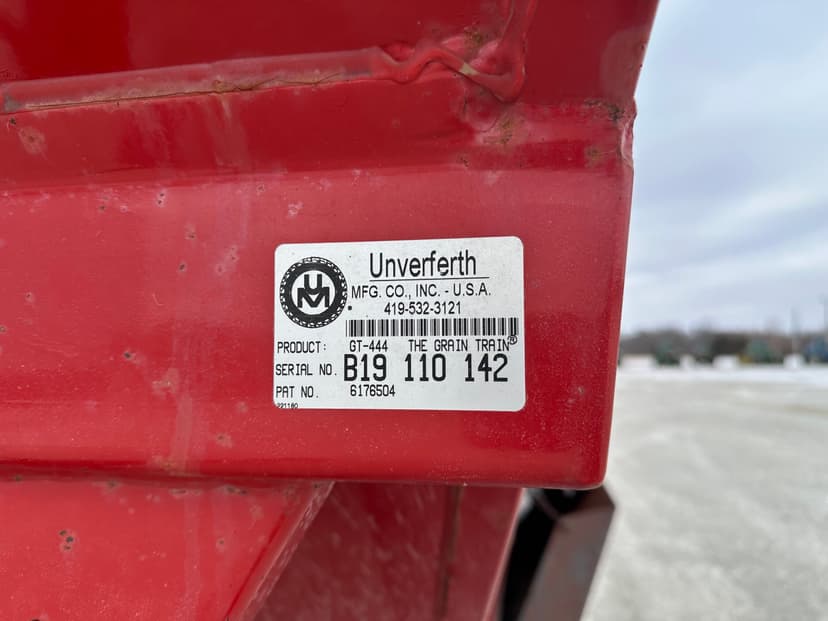 UM
Unverferth
MFG. CO., INC. - U.S.A.
419-532-3121
PRODUCT: GT-444 THE GRAIN TRAIN®
SERIAL NO. B19 110 142
PAT NO. 6176504